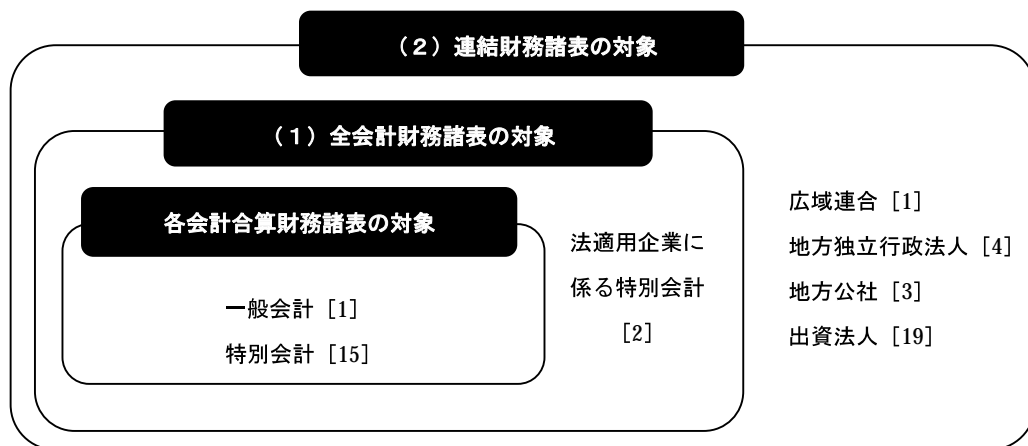 （２）連結財務諸表の対象
（１）全会計財務諸表の対象
各会計合算財務諸表の対象
一般会計［1］
特別会計［15］
法適用企業に
係る特別会計
［2］
広域連合［1］
地方独立行政法人［4］
地方公社［3］
出資法人［19］